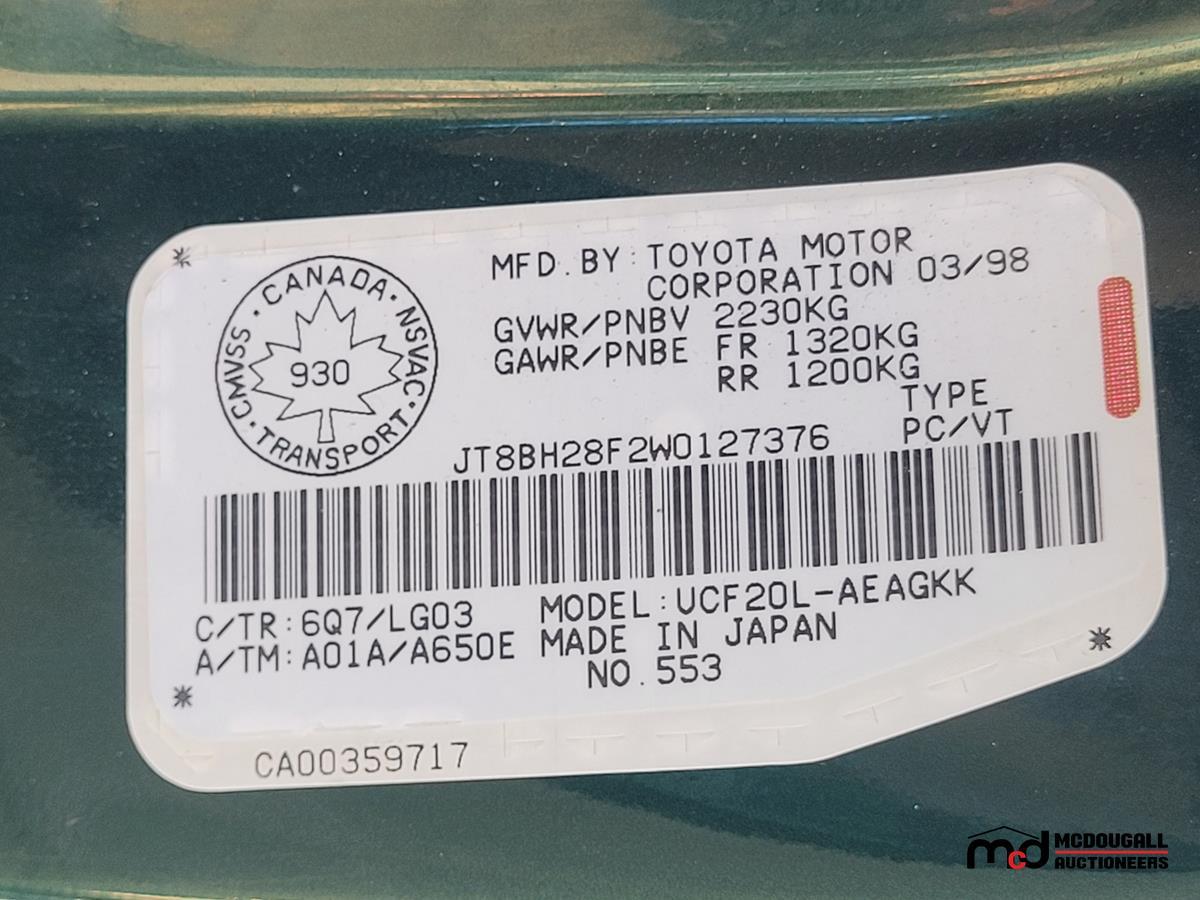 CANADA · NSVAC · TRANSPORT · CMVSS
930
MFD.BY:TOYOTA MOTOR
CORPORATION 03/98
GVWR/PNBV 2230KG
GAWR/PNBE FR 1320KG
RR 1200KG
TYPE
JT8BH28F2W0127376 PC/VT
C/TR:6Q7/LG03 MODEL:UCF20L-AEAGKK
A/TM:A01A/A650E MADE IN JAPAN
NO.553
CA00359717
mcd MCDOUGALL
AUCTIONEERS